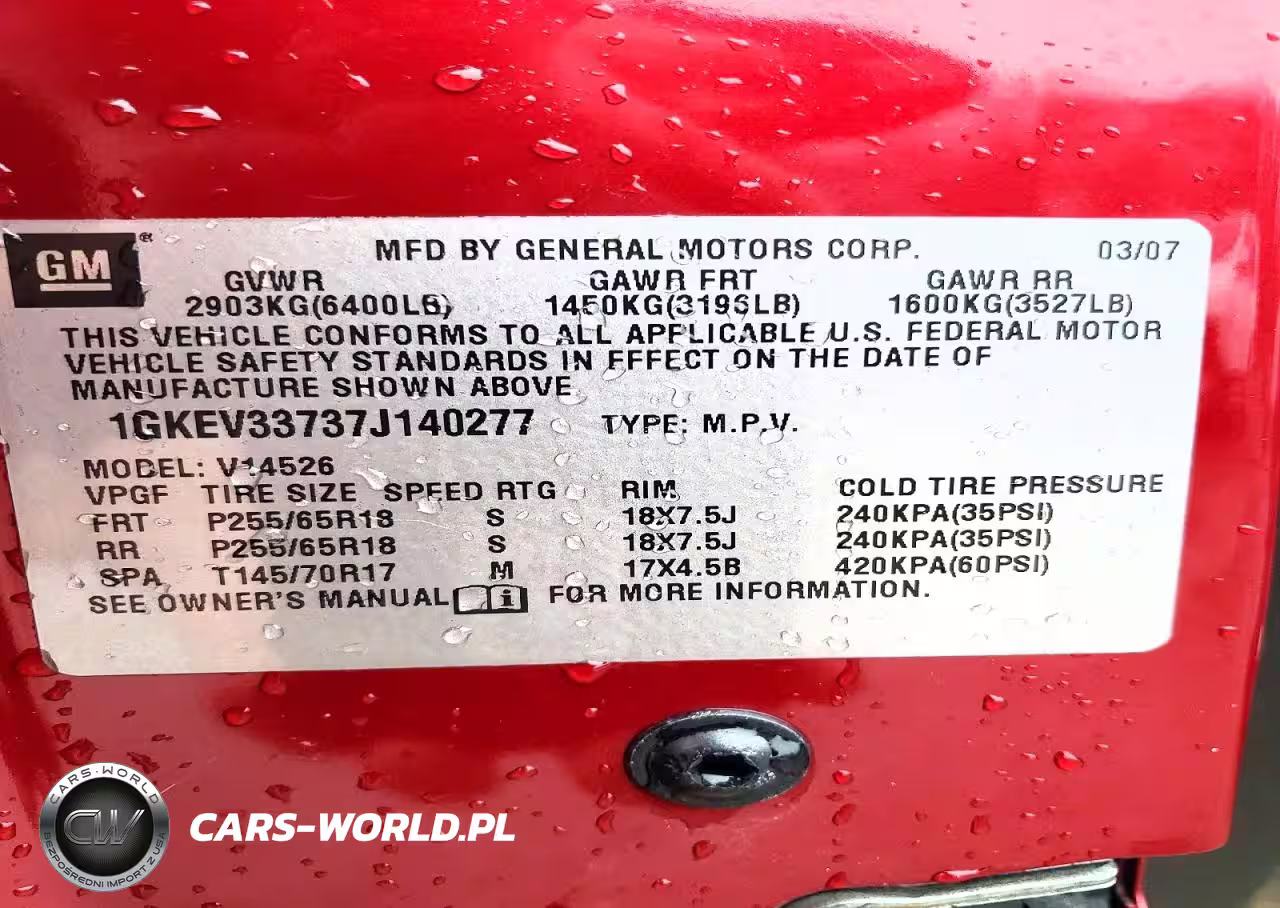 GM® MFD BY GENERAL MOTORS CORP. 03/07
GVWR GAWR FRT GAWR RR
2903KG(6400LB) 1450KG(3196LB) 1600KG(3527LB)
THIS VEHICLE CONFORMS TO ALL APPLICABLE U.S. FEDERAL MOTOR
VEHICLE SAFETY STANDARDS IN EFFECT ON THE DATE OF
MANUFACTURE SHOWN ABOVE.
1GKEV33737J140277 TYPE: M.P.V.
MODEL: V14526
VPGF TIRE SIZE SPEED RTG RIM COLD TIRE PRESSURE
FRT P255/65R18 S 18X7.5J 240KPA(35PSI)
RR P255/65R18 S 18X7.5J 240KPA(35PSI)
SPA T145/70R17 M 17X4.5B 420KPA(60PSI)
SEE OWNER'S MANUAL i FOR MORE INFORMATION.
CARS-WORLD
CW
BEZPOŚREDNI IMPORT Z USA
CARS-WORLD.PL